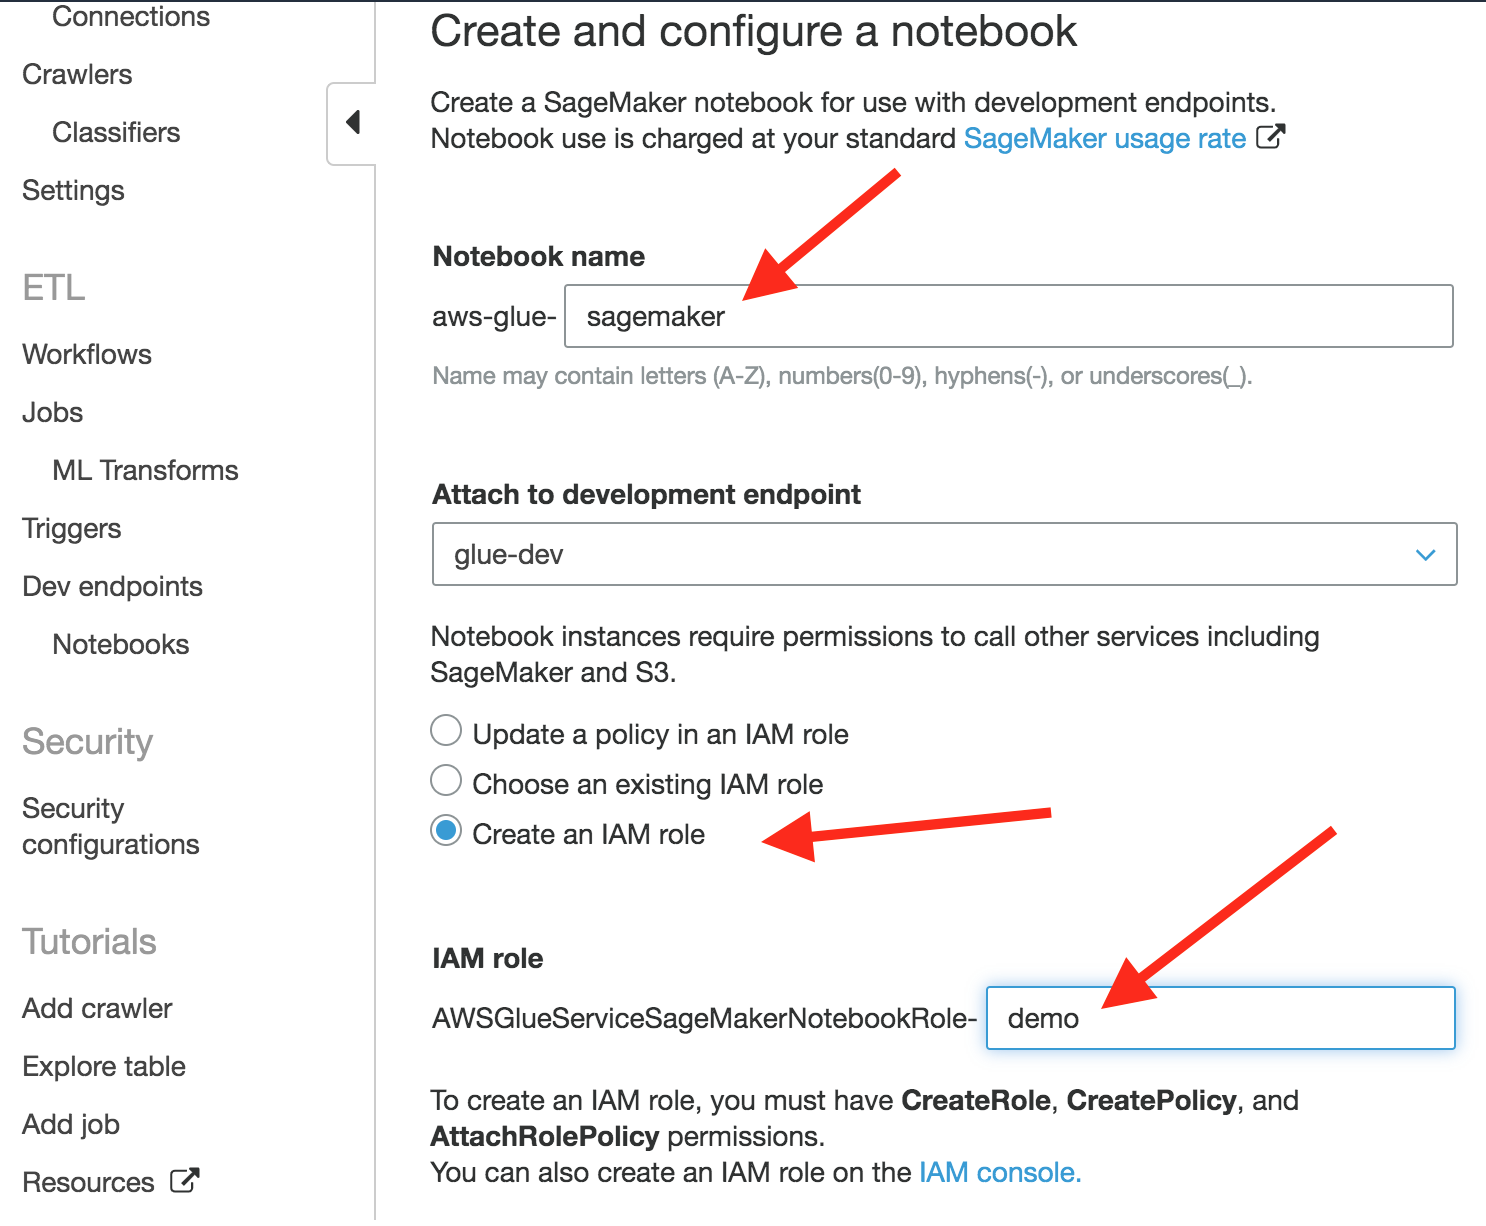 Connections
Crawlers
Classifiers
Settings
ETL
Workflows
Jobs
ML Transforms
Triggers
Dev endpoints
Notebooks
Security
Security
configurations
Tutorials
Add crawler
Explore table
Add job
Resources
Create and configure a notebook
Create a SageMaker notebook for use with development endpoints.
Notebook use is charged at your standard SageMaker usage rate
Notebook name
aws-glue- sagemaker
Name may contain letters (A-Z), numbers(0-9), hyphens(-), or underscores(_).
Attach to development endpoint
glue-dev
Notebook instances require permissions to call other services including
SageMaker and S3.
Update a policy in an IAM role
Choose an existing IAM role
Create an IAM role
IAM role
AWSGlueServiceSageMakerNotebookRole- demo
To create an IAM role, you must have CreateRole, CreatePolicy, and
AttachRolePolicy permissions.
You can also create an IAM role on the IAM console.